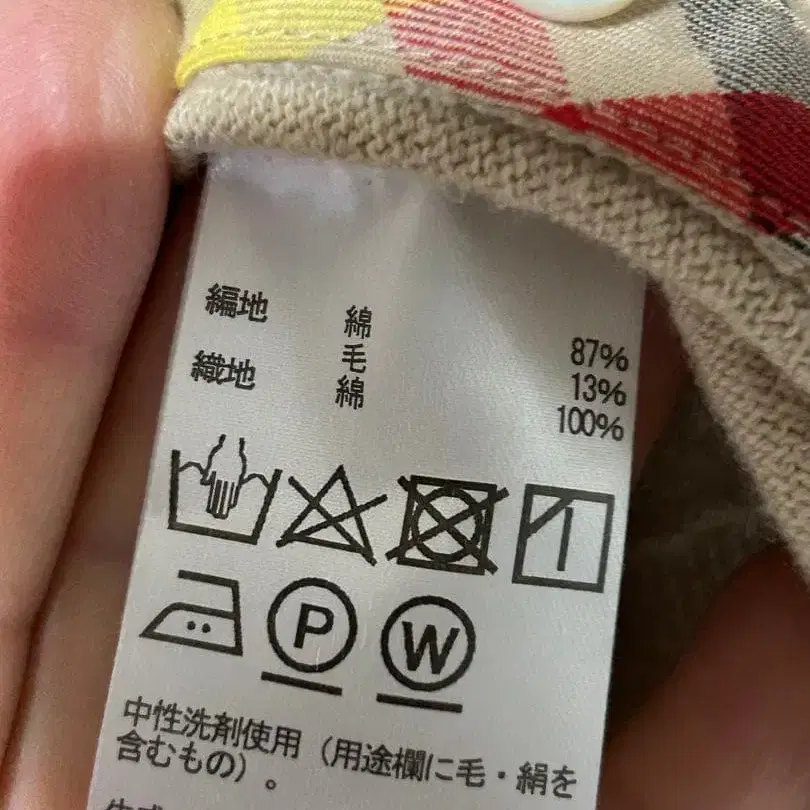 編地 綿 87%
毛 13%
織地 綿 100%
P W
中性洗剤使用（用途欄に毛・絹を
含むもの）。